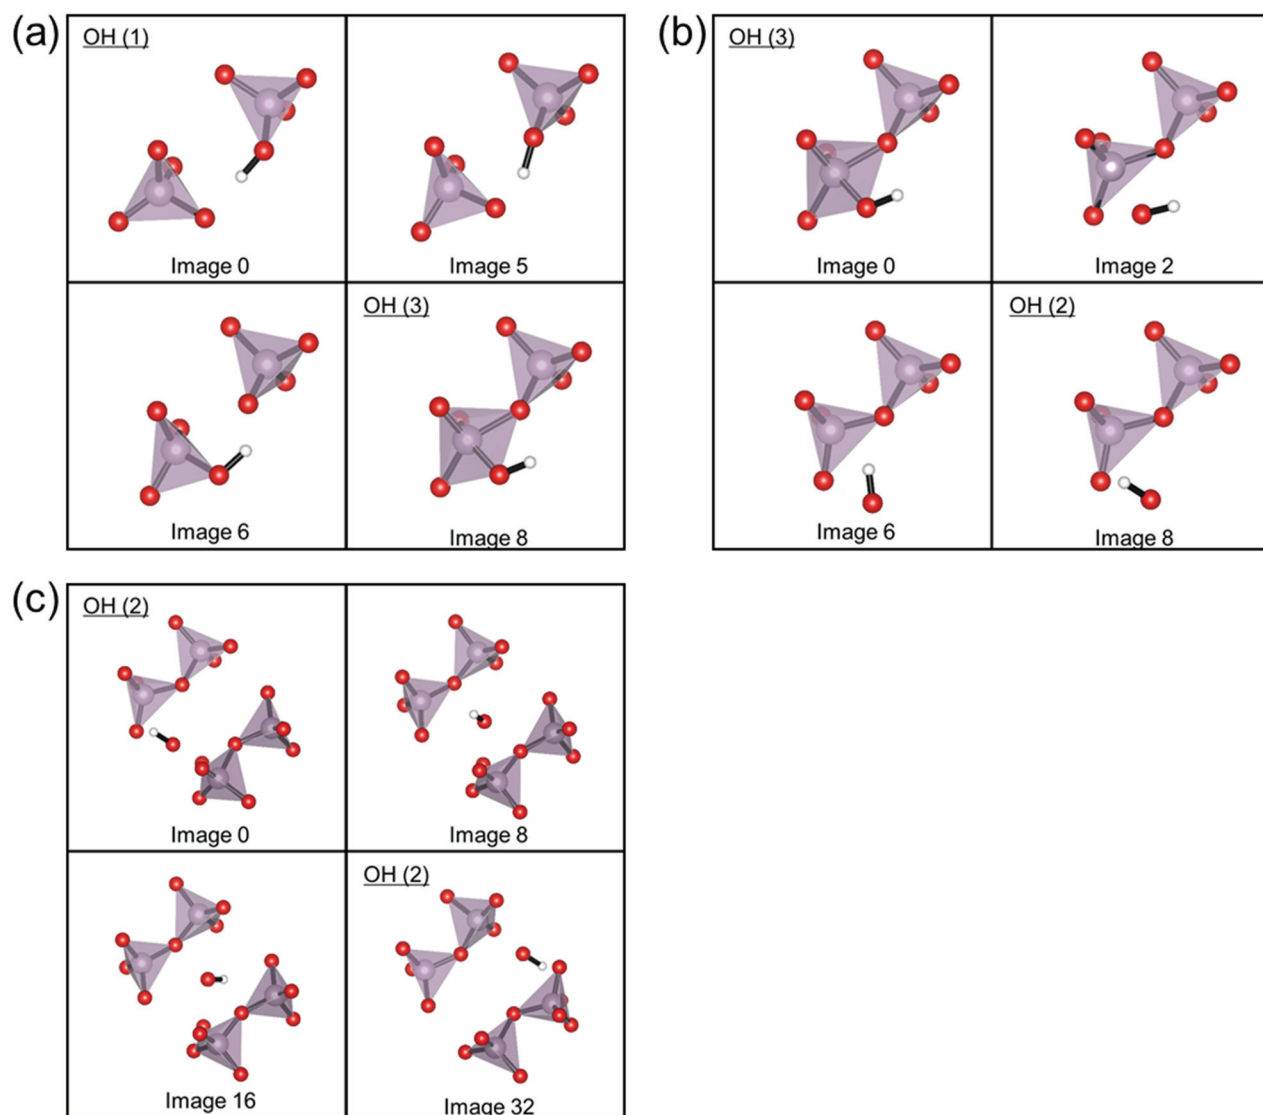 (a)
OH (1)
Image 0
Image 5
Image 6
OH (3)
Image 8
(b)
OH (3)
Image 0
Image 2
Image 6
OH (2)
Image 8
(c)
OH (2)
Image 0
Image 8
Image 16
OH (2)
Image 32